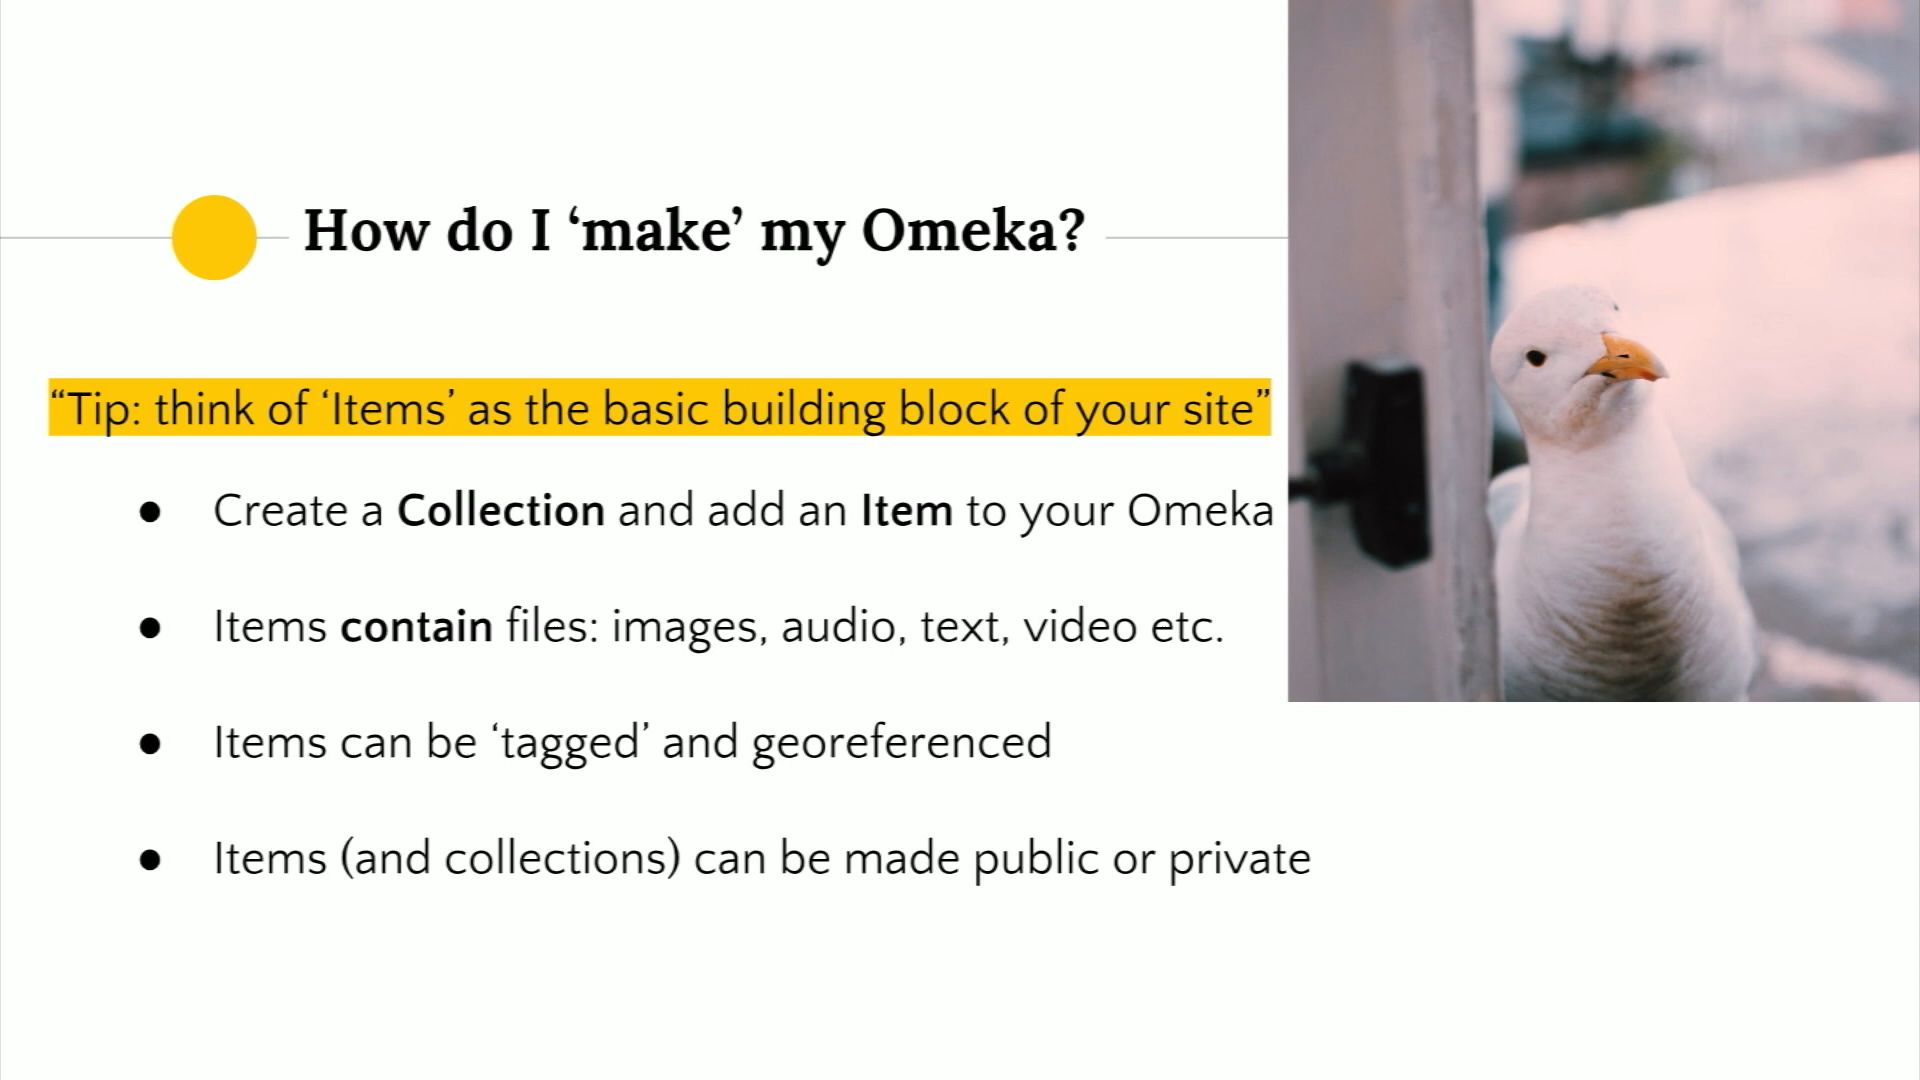 How do I ‘make’ my Omeka?
“Tip: think of ‘Items’ as the basic building block of your site”
● Create a Collection and add an Item to your Omeka
● Items contain files: images, audio, text, video etc.
● Items can be ‘tagged’ and georeferenced
● Items (and collections) can be made public or private